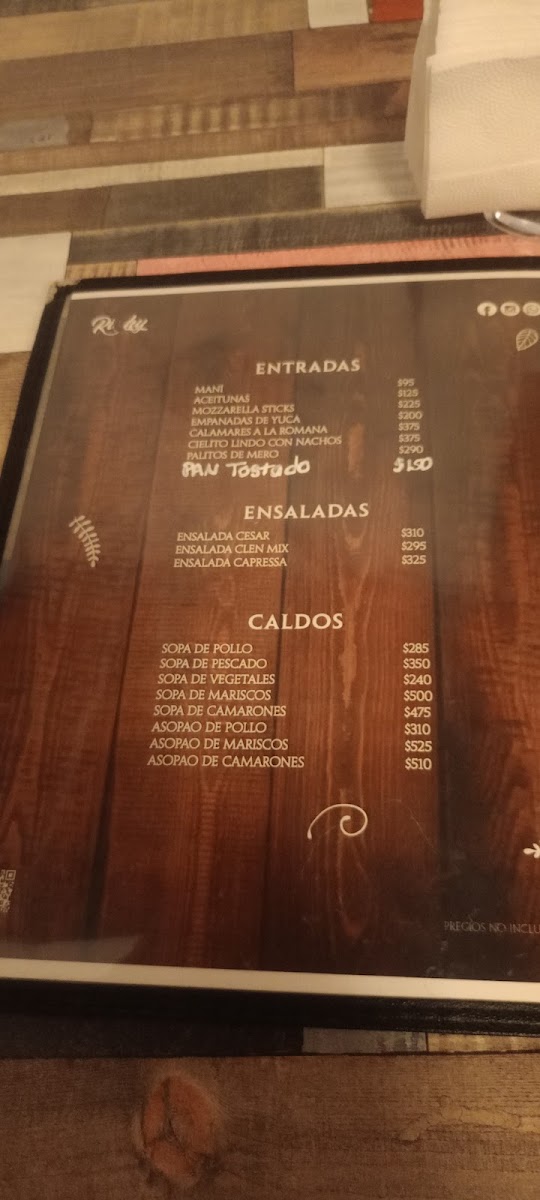 ENTRADAS
MANI $95
ACEITUNAS $125
MOZZARELLA STICKS $225
EMPANADAS DE YUCA $200
CALAMARES A LA ROMANA $375
CIELITO LINDO CON NACHOS $375
PALITOS DE MERO $290
PAN Tostado $150
ENSALADAS
ENSALADA CESAR $310
ENSALADA CLEN MIX $295
ENSALADA CAPRESSA $325
CALDOS
SOPA DE POLLO $285
SOPA DE PESCADO $350
SOPA DE VEGETALES $240
SOPA DE MARISCOS $500
SOPA DE CAMARONES $475
ASOPAO DE POLLO $310
ASOPAO DE MARISCOS $525
ASOPAO DE CAMARONES $510
PRECIOS NO INCLU